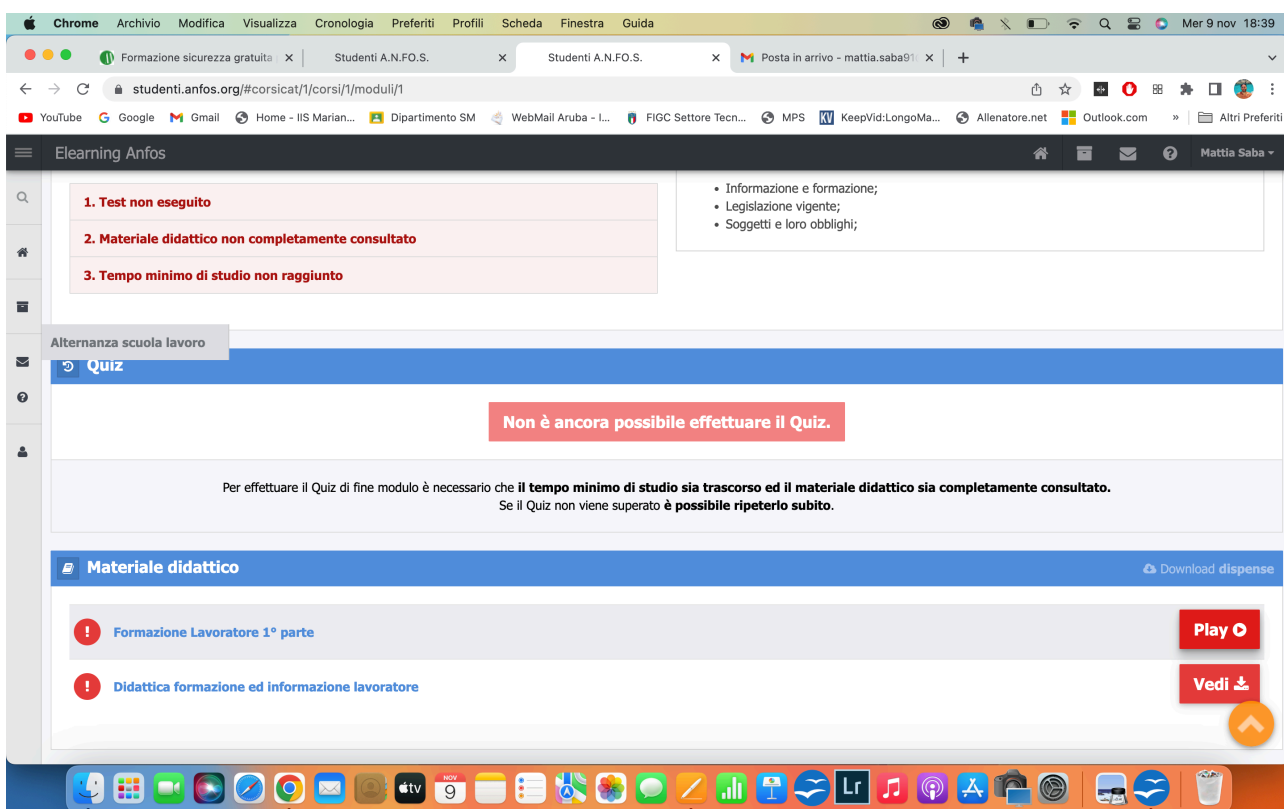 Chrome Archivio Modifica Visualizza Cronologia Preferiti Profili Scheda Finestra Guida Mer 9 nov 18:39
Formazione sicurezza gratuita Studenti A.N.FO.S. Studenti A.N.FO.S. Posta in arrivo - mattia.saba91
studenti.anfos.org/#corsicat/1/corsi/1/moduli/1
YouTube Google Gmail Home - IIS Marian... Dipartimento SM WebMail Aruba - I... FIGC Settore Tecn... MPS KV KeepVid:LongoMa... Allenatore.net Outlook.com » Altri Preferiti
Elearning Anfos Mattia Saba
• Informazione e formazione;
• Legislazione vigente;
• Soggetti e loro obblighi;
1. Test non eseguito
2. Materiale didattico non completamente consultato
3. Tempo minimo di studio non raggiunto
Alternanza scuola lavoro
Quiz
Non è ancora possibile effettuare il Quiz.
Per effettuare il Quiz di fine modulo è necessario che il tempo minimo di studio sia trascorso ed il materiale didattico sia completamente consultato.
Se il Quiz non viene superato è possibile ripeterlo subito.
Materiale didattico Download dispense
Formazione Lavoratore 1° parte Play
Didattica formazione ed informazione lavoratore Vedi
tv NOV 9 Lr